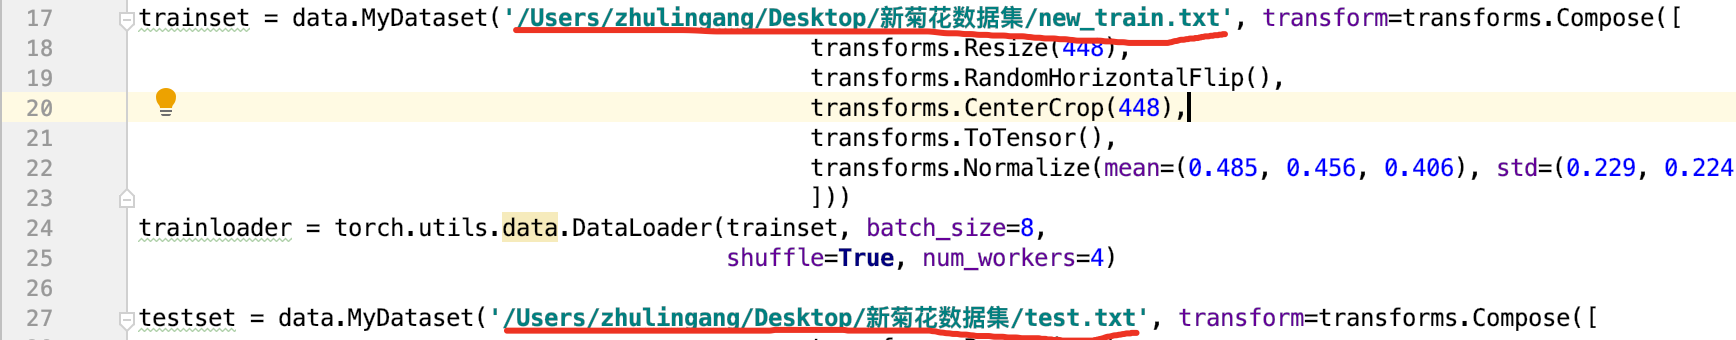 17 trainset = data.MyDataset('/Users/zhulingang/Desktop/新菊花数据集/new_train.txt', transform=transforms.Compose([
18 transforms.Resize(448),
19 transforms.RandomHorizontalFlip(),
20 transforms.CenterCrop(448),
21 transforms.ToTensor(),
22 transforms.Normalize(mean=(0.485, 0.456, 0.406), std=(0.229, 0.224
23 ]))
24 trainloader = torch.utils.data.DataLoader(trainset, batch_size=8,
25 shuffle=True, num_workers=4)
26
27 testset = data.MyDataset('/Users/zhulingang/Desktop/新菊花数据集/test.txt', transform=transforms.Compose([